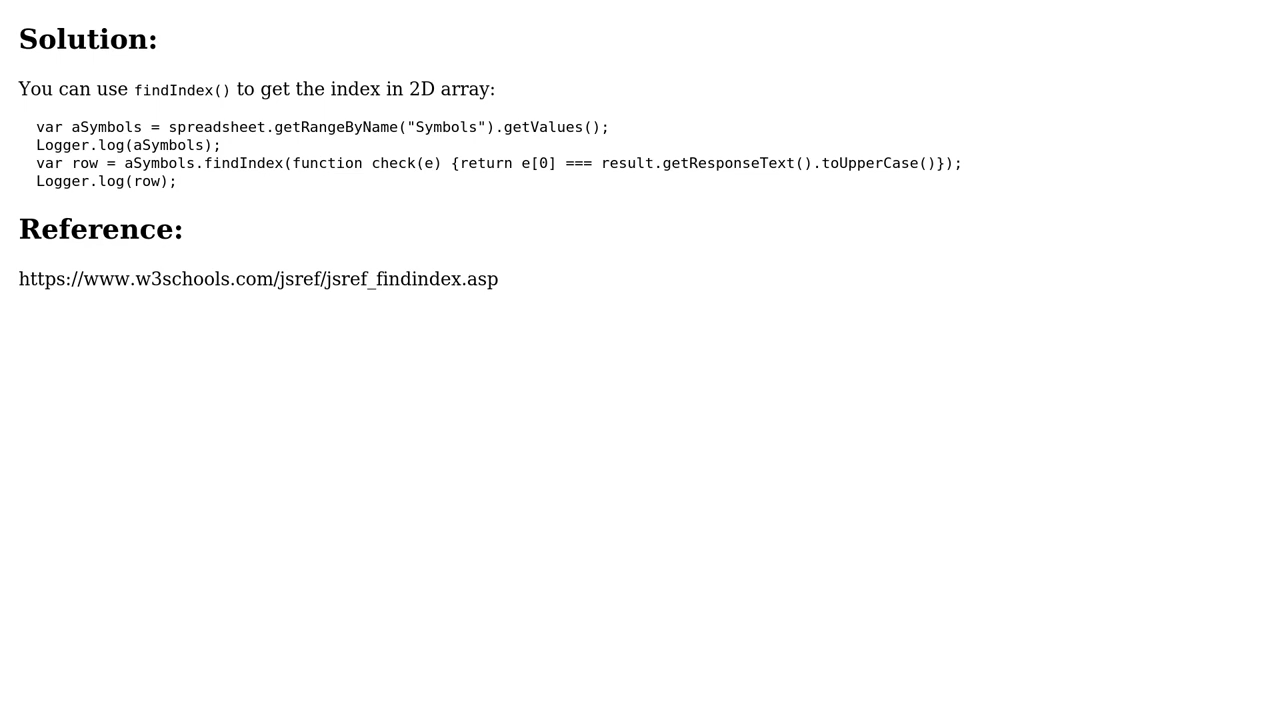 Solution:
You can use findIndex() to get the index in 2D array:
  var aSymbols = spreadsheet.getRangeByName("Symbols").getValues();
  Logger.log(aSymbols);
  var row = aSymbols.findIndex(function check(e) {return e[0] === result.getResponseText().toUpperCase()});
  Logger.log(row);
Reference:
https://www.w3schools.com/jsref/jsref_findindex.asp